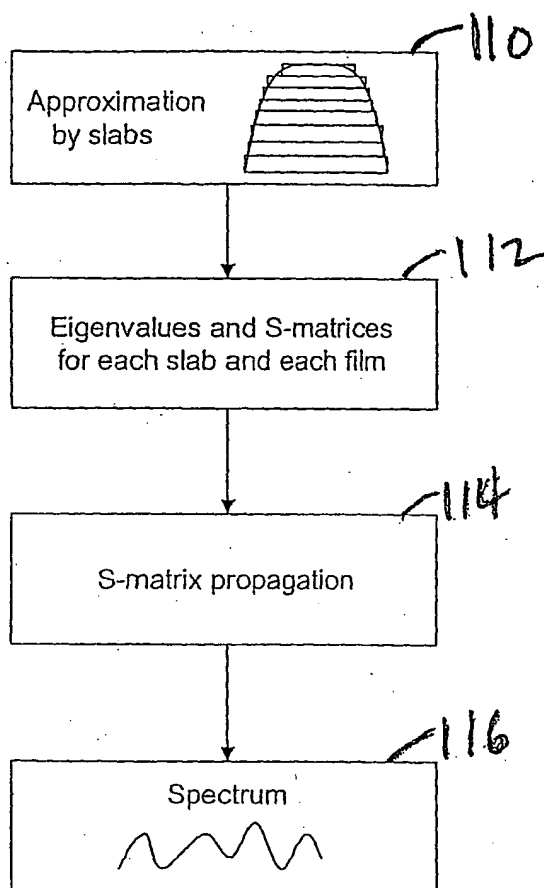 110
Approximation
by slabs
112
Eigenvalues and S-matrices
for each slab and each film
114
S-matrix propagation
116
Spectrum